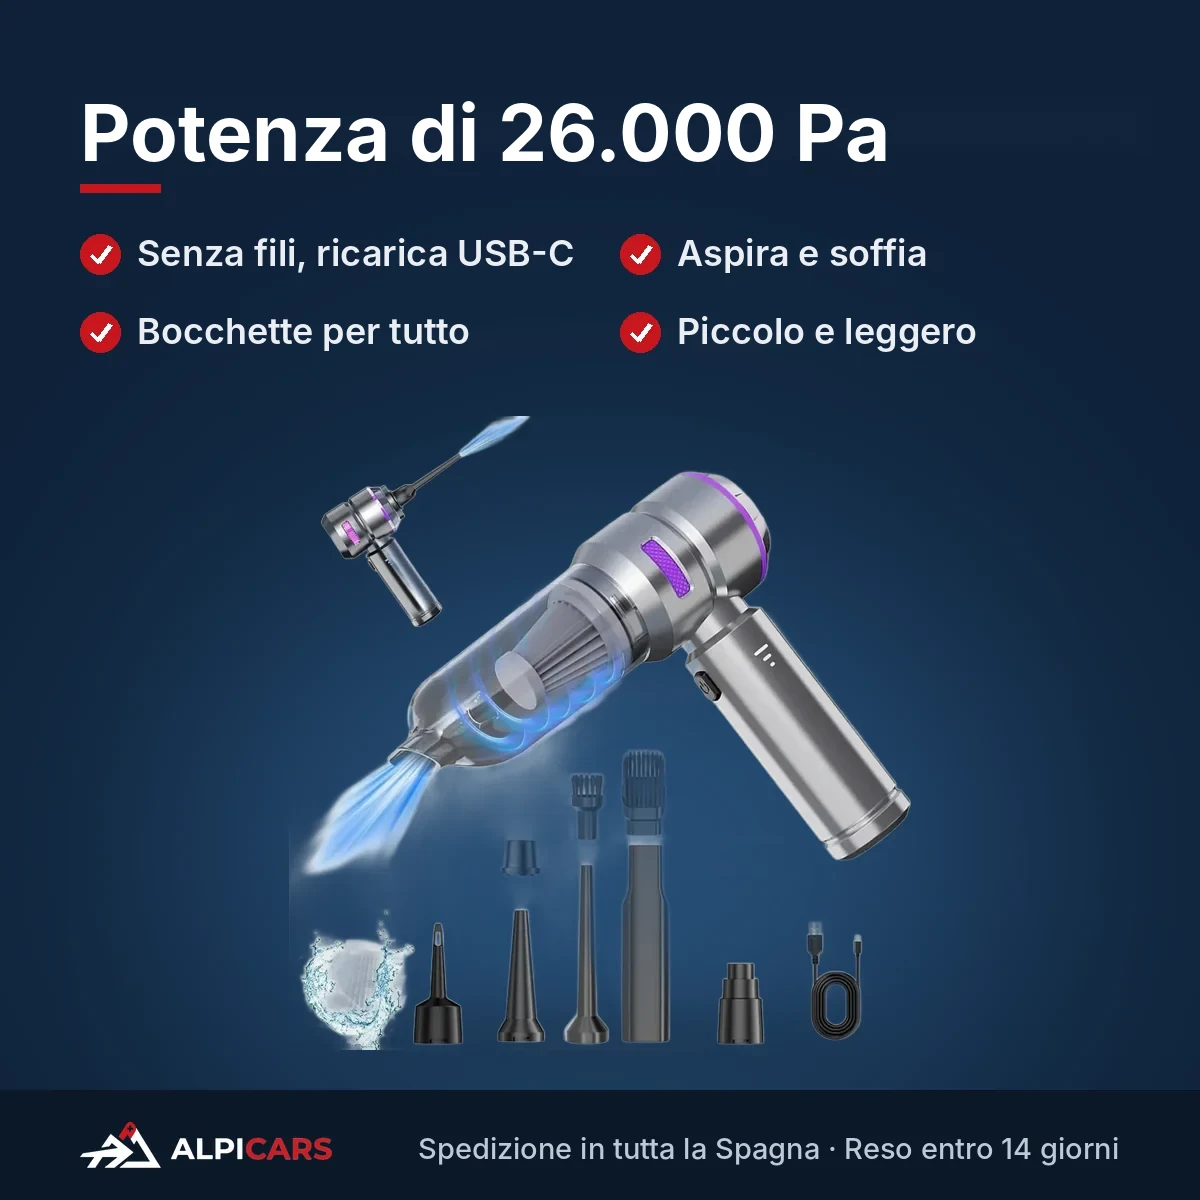 Potenza di 26.000 Pa
Senza fili, ricarica USB-C
Aspira e soffia
Bocchette per tutto
Piccolo e leggero
ALPICARS
Spedizione in tutta la Spagna · Reso entro 14 giorni